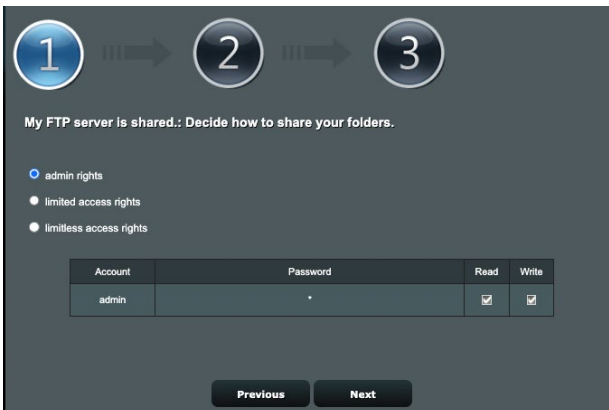 1 2 3
My FTP server is shared.: Decide how to share your folders.
admin rights
limited access rights
limitless access rights
Account Password Read Write
admin *
Previous Next